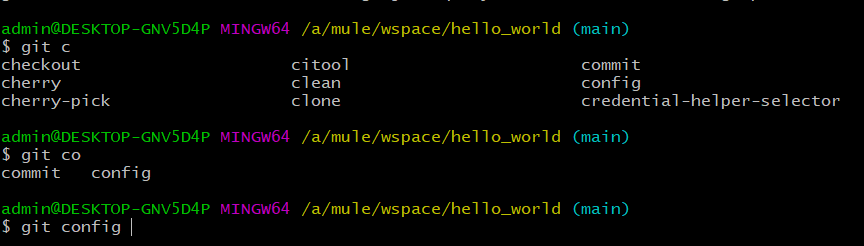 admin@DESKTOP-GNV5D4P MINGW64 /a/mule/wspace/hello_world (main)
$ git c
checkout citool commit
cherry clean config
cherry-pick clone credential-helper-selector
admin@DESKTOP-GNV5D4P MINGW64 /a/mule/wspace/hello_world (main)
$ git co
commit config
admin@DESKTOP-GNV5D4P MINGW64 /a/mule/wspace/hello_world (main)
$ git config